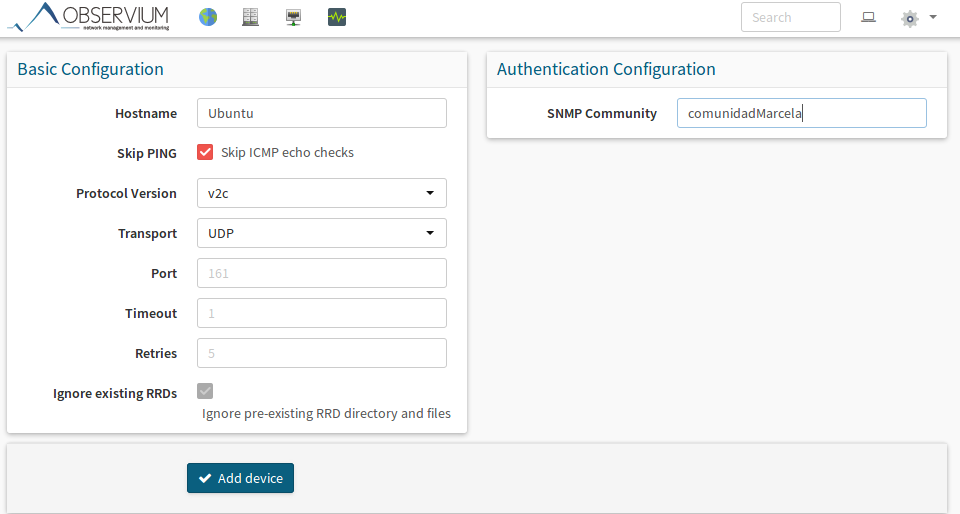 OBSERVIUM
network management and monitoring
Search
Basic Configuration
Hostname Ubuntu
Skip PING Skip ICMP echo checks
Protocol Version v2c
Transport UDP
Port 161
Timeout 1
Retries 5
Ignore existing RRDs
Ignore pre-existing RRD directory and files
Authentication Configuration
SNMP Community comunidadMarcela
Add device